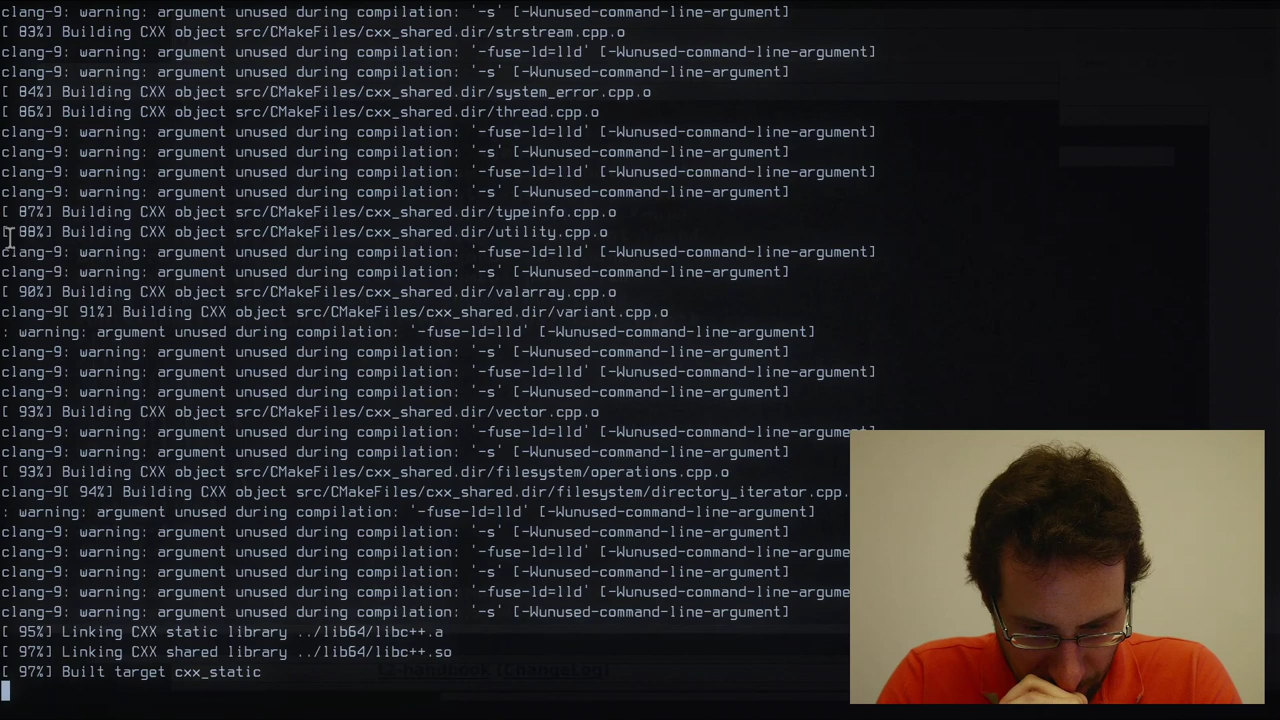 clang-9: warning: argument unused during compilation: '-s' [-Wunused-command-line-argument]
[ 83%] Building CXX object src/CMakeFiles/cxx_shared.dir/strstream.cpp.o
clang-9: warning: argument unused during compilation: '-fuse-ld=lld' [-Wunused-command-line-argument]
clang-9: warning: argument unused during compilation: '-s' [-Wunused-command-line-argument]
[ 84%] Building CXX object src/CMakeFiles/cxx_shared.dir/system_error.cpp.o
[ 86%] Building CXX object src/CMakeFiles/cxx_shared.dir/thread.cpp.o
clang-9: warning: argument unused during compilation: '-fuse-ld=lld' [-Wunused-command-line-argument]
clang-9: warning: argument unused during compilation: '-s' [-Wunused-command-line-argument]
clang-9: warning: argument unused during compilation: '-fuse-ld=lld' [-Wunused-command-line-argument]
clang-9: warning: argument unused during compilation: '-s' [-Wunused-command-line-argument]
[ 87%] Building CXX object src/CMakeFiles/cxx_shared.dir/typeinfo.cpp.o
[ 88%] Building CXX object src/CMakeFiles/cxx_shared.dir/utility.cpp.o
clang-9: warning: argument unused during compilation: '-fuse-ld=lld' [-Wunused-command-line-argument]
clang-9: warning: argument unused during compilation: '-s' [-Wunused-command-line-argument]
[ 90%] Building CXX object src/CMakeFiles/cxx_shared.dir/valarray.cpp.o
clang-9[ 91%] Building CXX object src/CMakeFiles/cxx_shared.dir/variant.cpp.o
: warning: argument unused during compilation: '-fuse-ld=lld' [-Wunused-command-line-argument]
clang-9: warning: argument unused during compilation: '-s' [-Wunused-command-line-argument]
clang-9: warning: argument unused during compilation: '-fuse-ld=lld' [-Wunused-command-line-argument]
clang-9: warning: argument unused during compilation: '-s' [-Wunused-command-line-argument]
[ 93%] Building CXX object src/CMakeFiles/cxx_shared.dir/vector.cpp.o
clang-9: warning: argument unused during compilation: '-fuse-ld=lld' [-Wunused-command-line-argument]
clang-9: warning: argument unused during compilation: '-s' [-Wunused-command-line-argument]
[ 93%] Building CXX object src/CMakeFiles/cxx_shared.dir/filesystem/operations.cpp.o
clang-9[ 94%] Building CXX object src/CMakeFiles/cxx_shared.dir/filesystem/directory_iterator.cpp.
: warning: argument unused during compilation: '-fuse-ld=lld' [-Wunused-command-line-argument]
clang-9: warning: argument unused during compilation: '-s' [-Wunused-command-line-argument]
clang-9: warning: argument unused during compilation: '-fuse-ld=lld' [-Wunused-command-line-argume
clang-9: warning: argument unused during compilation: '-s' [-Wunused-command-line-argument]
clang-9: warning: argument unused during compilation: '-fuse-ld=lld' [-Wunused-command-line-argume
clang-9: warning: argument unused during compilation: '-s' [-Wunused-command-line-argument]
[ 95%] Linking CXX static library ../lib64/libc++.a
[ 97%] Linking CXX shared library ../lib64/libc++.so
[ 97%] Built target cxx_static
LZ-handbook (ChangeLog)